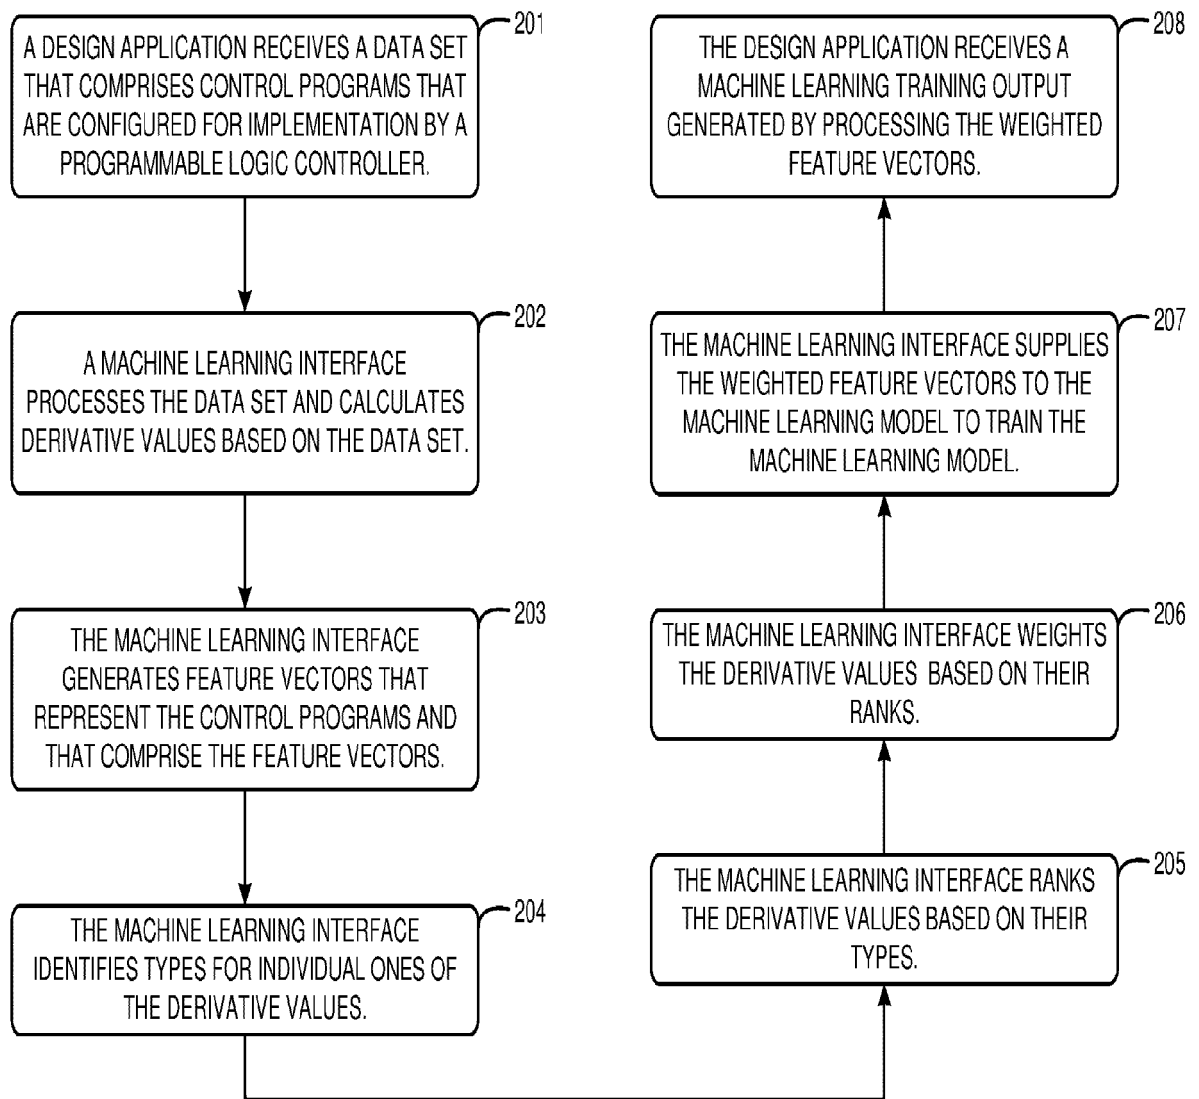 201
A DESIGN APPLICATION RECEIVES A DATA SET
THAT COMPRISES CONTROL PROGRAMS THAT
ARE CONFIGURED FOR IMPLEMENTATION BY A
PROGRAMMABLE LOGIC CONTROLLER.
202
A MACHINE LEARNING INTERFACE
PROCESSES THE DATA SET AND CALCULATES
DERIVATIVE VALUES BASED ON THE DATA SET.
203
THE MACHINE LEARNING INTERFACE
GENERATES FEATURE VECTORS THAT
REPRESENT THE CONTROL PROGRAMS AND
THAT COMPRISE THE FEATURE VECTORS.
204
THE MACHINE LEARNING INTERFACE
IDENTIFIES TYPES FOR INDIVIDUAL ONES OF
THE DERIVATIVE VALUES.
205
THE MACHINE LEARNING INTERFACE RANKS
THE DERIVATIVE VALUES BASED ON THEIR
TYPES.
206
THE MACHINE LEARNING INTERFACE WEIGHTS
THE DERIVATIVE VALUES BASED ON THEIR
RANKS.
207
THE MACHINE LEARNING INTERFACE SUPPLIES
THE WEIGHTED FEATURE VECTORS TO THE
MACHINE LEARNING MODEL TO TRAIN THE
MACHINE LEARNING MODEL.
208
THE DESIGN APPLICATION RECEIVES A
MACHINE LEARNING TRAINING OUTPUT
GENERATED BY PROCESSING THE WEIGHTED
FEATURE VECTORS.